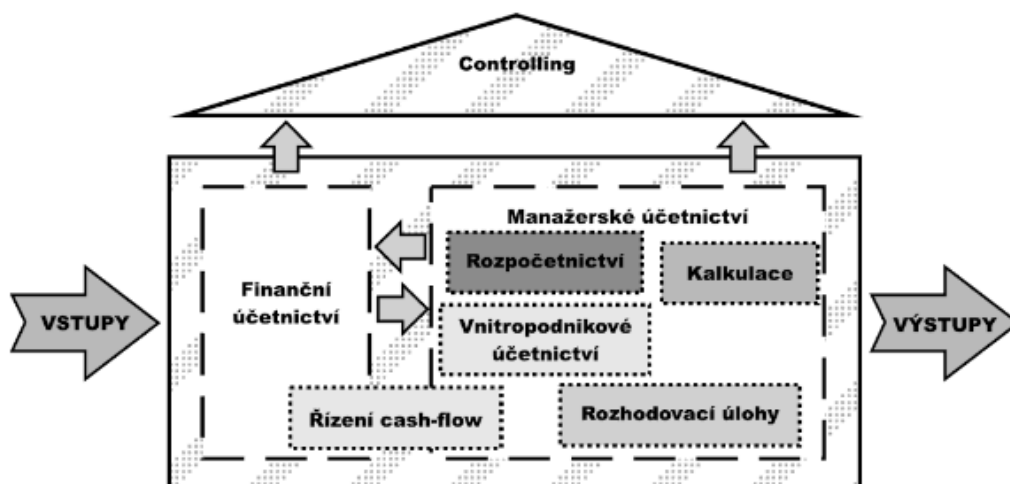 Controlling
Manažerské účetnictví
Rozpočetnictví
Kalkulace
Finanční
účetnictví
VSTUPY
VÝSTUPY
Vnitropodnikové
účetnictví
Řízení cash-flow
Rozhodovací úlohy